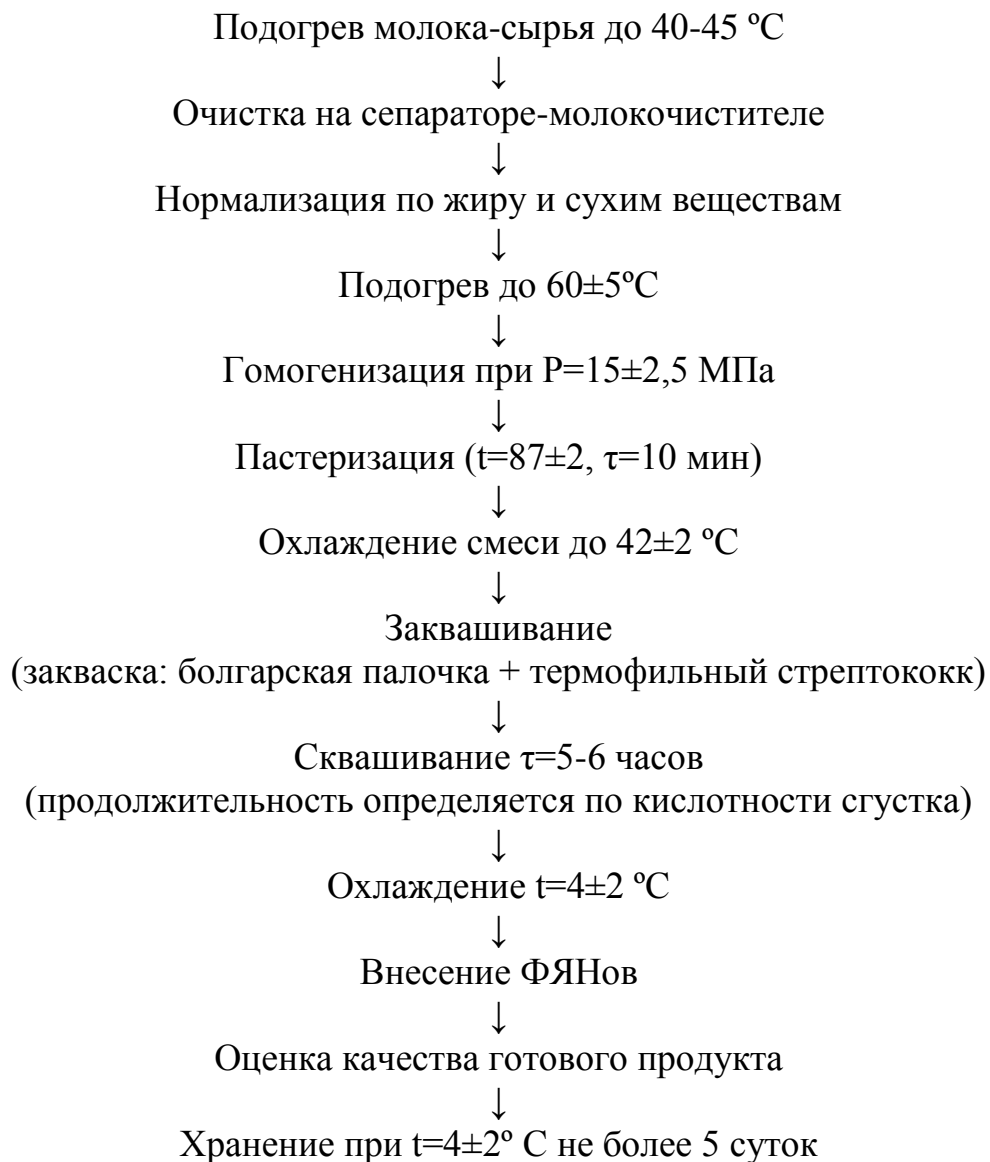 Подогрев молока-сырья до 40-45 ºС
↓
Очистка на сепараторе-молокочистителе
↓
Нормализация по жиру и сухим веществам
↓
Подогрев до 60±5ºС
↓
Гомогенизация при Р=15±2,5 МПа
↓
Пастеризация (t=87±2, τ=10 мин)
↓
Охлаждение смеси до 42±2 ºС
↓
Заквашивание
(закваска: болгарская палочка + термофильный стрептококк)
↓
Сквашивание τ=5-6 часов
(продолжительность определяется по кислотности сгустка)
↓
Охлаждение t=4±2 ºС
↓
Внесение ФЯНов
↓
Оценка качества готового продукта
↓
Хранение при t=4±2º С не более 5 суток